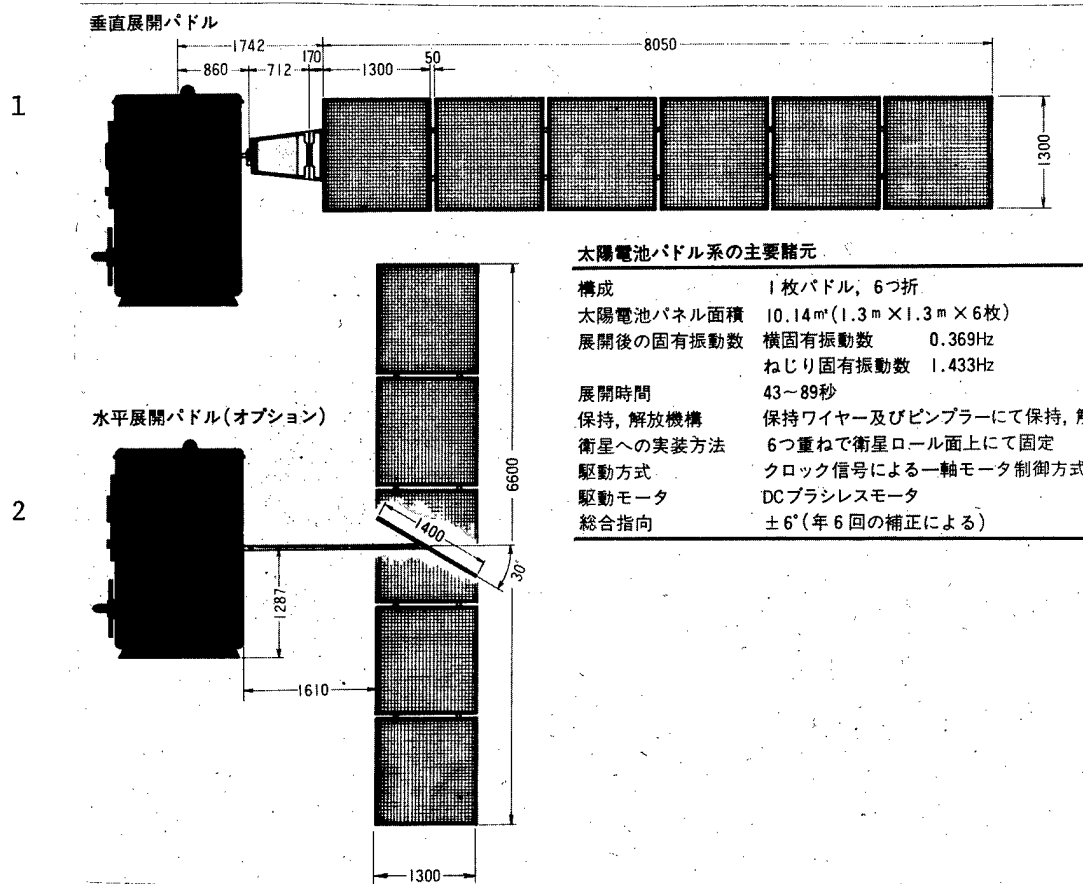 垂直展開パドル
1742
8050
860
712
170
1300
50
1
1300
太陽電池パドル系の主要諸元
構成 1枚パドル, 6つ折
太陽電池パネル面積 10.14㎡(1.3m×1.3m×6枚)
展開後の固有振動数 横固有振動数 0.369Hz
ねじり固有振動数 1.433Hz
展開時間 43~89秒
保持, 解放機構 保持ワイヤー及びピンプラーにて保持,
衛星への実装方法 6つ重ねで衛星ロール面上にて固定
駆動方式 クロック信号による一軸モータ制御方式
駆動モータ DCブラシレスモータ
総合指向 ±6°(年6回の補正による)
水平展開パドル(オプション)
2
6600
1400
30°
1287
1610
1300